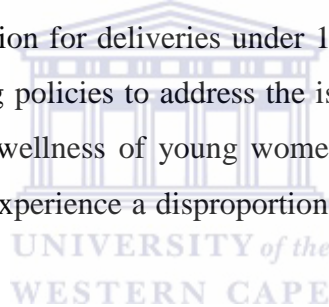 ion for deliveries under 1
g policies to address the is
wellness of young wome
experience a disproportion
UNIVERSITY of the
WESTERN CAPE